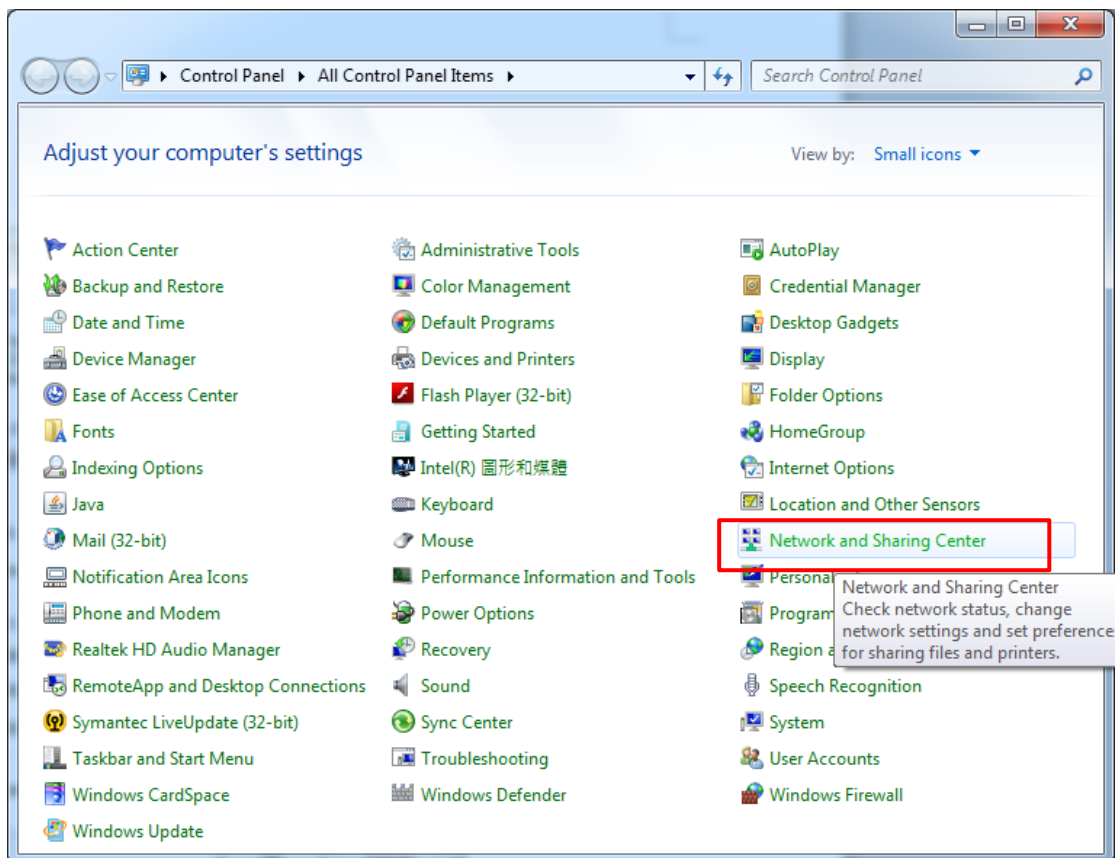 Control Panel All Control Panel Items
Search Control Panel
Adjust your computer's settings
View by: Small icons
Action Center
Administrative Tools
AutoPlay
Backup and Restore
Color Management
Credential Manager
Date and Time
Default Programs
Desktop Gadgets
Device Manager
Devices and Printers
Display
Ease of Access Center
Flash Player (32-bit)
Folder Options
Fonts
Getting Started
HomeGroup
Indexing Options
Intel(R) 圖形和媒體
Internet Options
Java
Keyboard
Location and Other Sensors
Mail (32-bit)
Mouse
Network and Sharing Center
Notification Area Icons
Performance Information and Tools
Personal
Phone and Modem
Power Options
Program
Realtek HD Audio Manager
Recovery
Region a
Network and Sharing Center
Check network status, change
network settings and set preference
for sharing files and printers.
RemoteApp and Desktop Connections
Sound
Speech Recognition
Symantec LiveUpdate (32-bit)
Sync Center
System
Taskbar and Start Menu
Troubleshooting
User Accounts
Windows CardSpace
Windows Defender
Windows Firewall
Windows Update